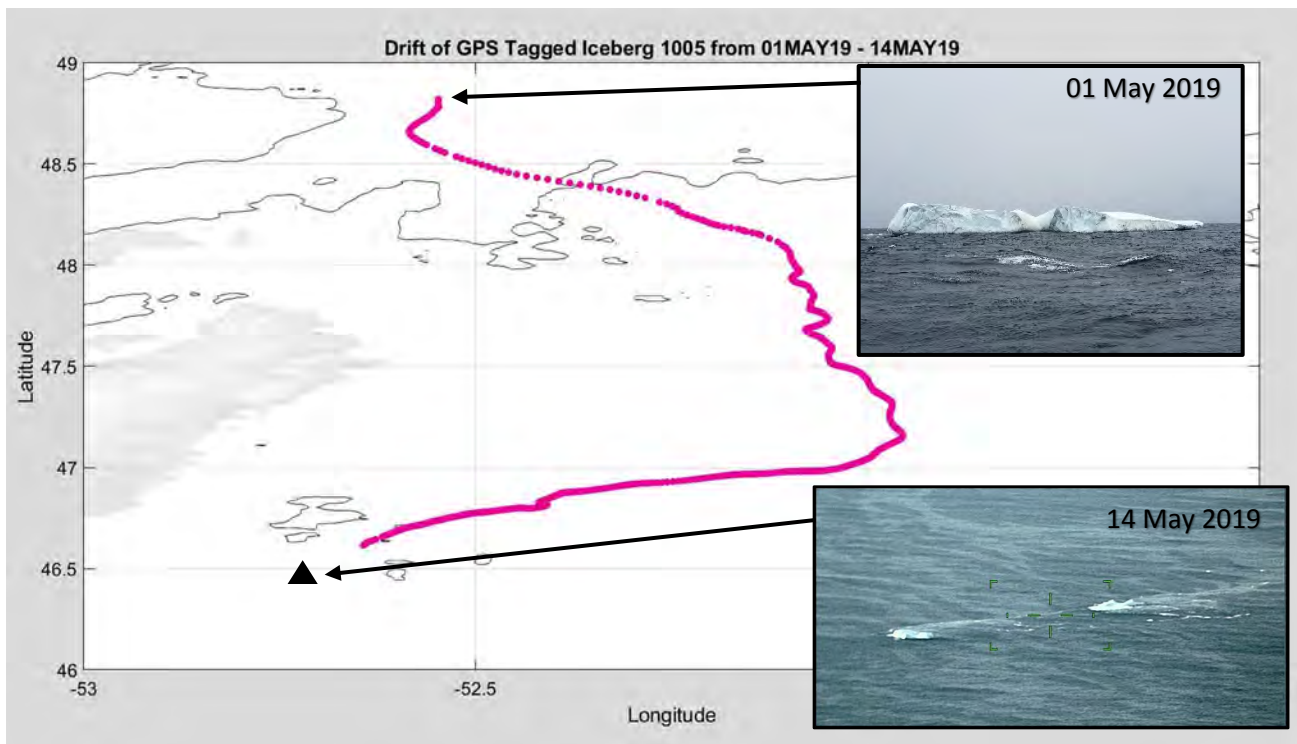 Drift of GPS Tagged Iceberg 1005 from 01MAY19 - 14MAY19
49
01 May 2019
48.5
48
47.5
Latitude
47
14 May 2019
46.5
46
-53
-52.5
Longitude